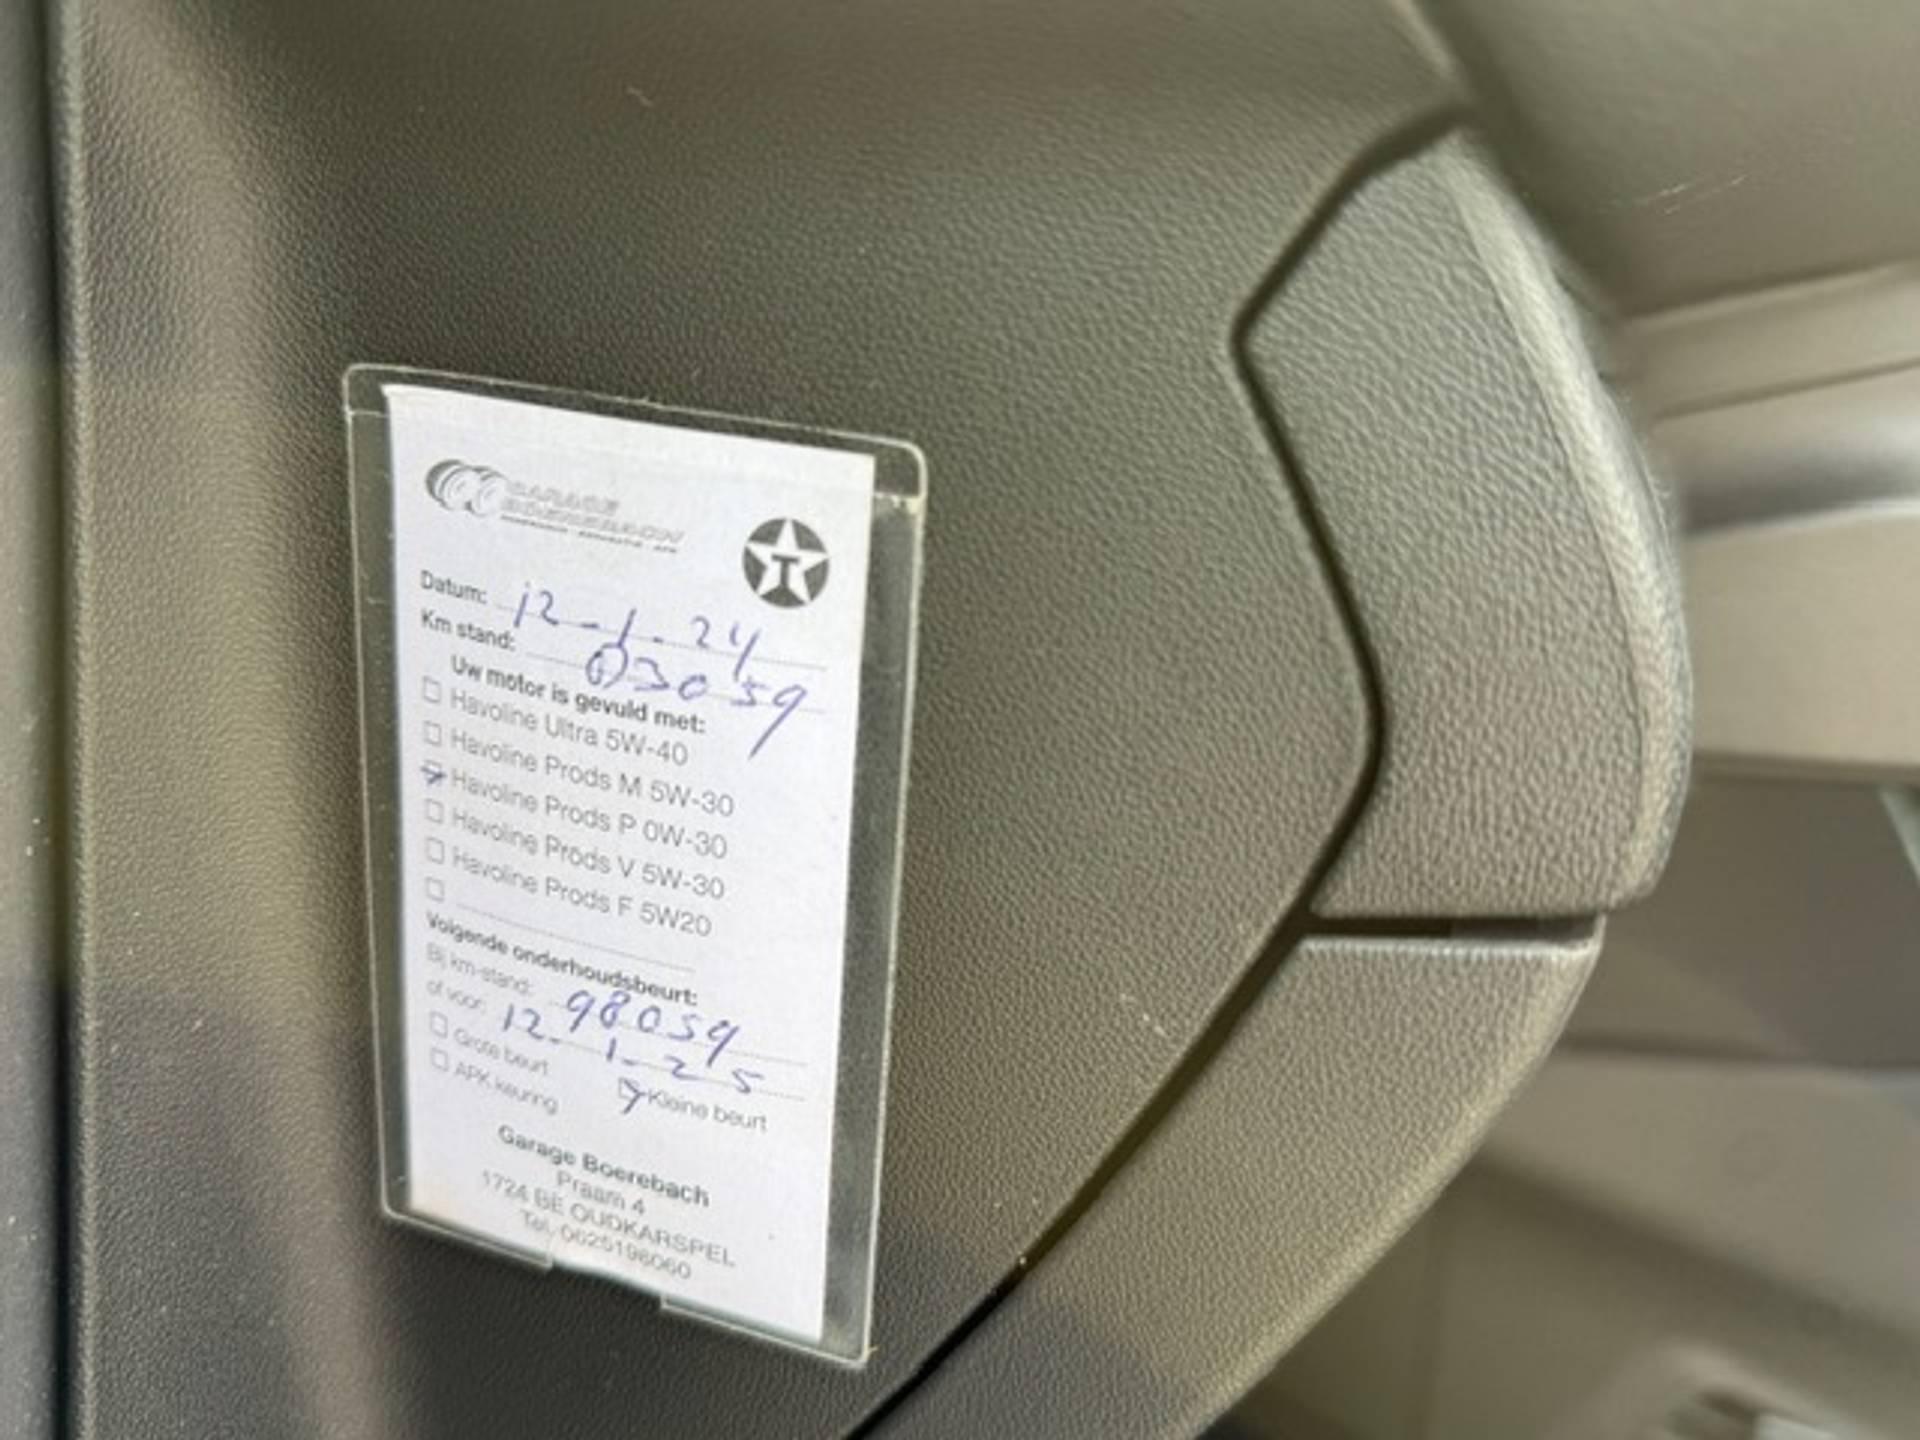 GARAGE
BOEREBACH
T
Datum: 12-1-24
Km stand: 83059
Uw motor is gevuld met:
Havoline Ultra 5W-40
Havoline Prods M 5W-30
Havoline Prods P 0W-30
Havoline Prods V 5W-30
Havoline Prods F 5W20
Volgende onderhoudsbeurt:
Bij km-stand: 98059
of voor: 12-1-25
Grote beurt Kleine beurt
APK keuring
Garage Boerebach
Praam 4
1724 BE OUDKARSPEL
Tel. 0625198060